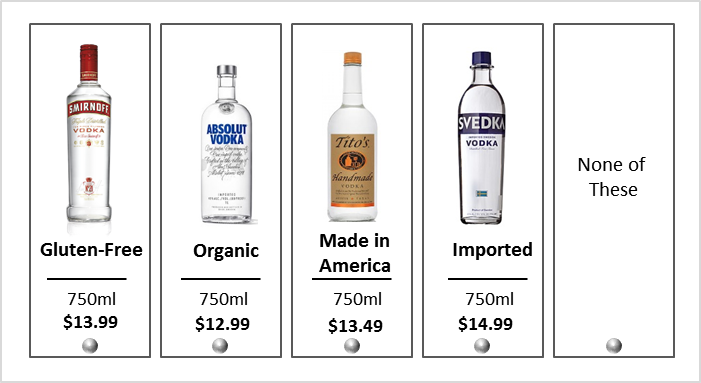 SMIRNOFF
VODKA
Gluten-Free
750ml
$13.99
ABSOLUT
VODKA
IMPORTED
Organic
750ml
$12.99
Tito's
Handmade
VODKA
Made in
America
750ml
$13.49
SVEDKA
VODKA
Imported
750ml
$14.99
None of
These